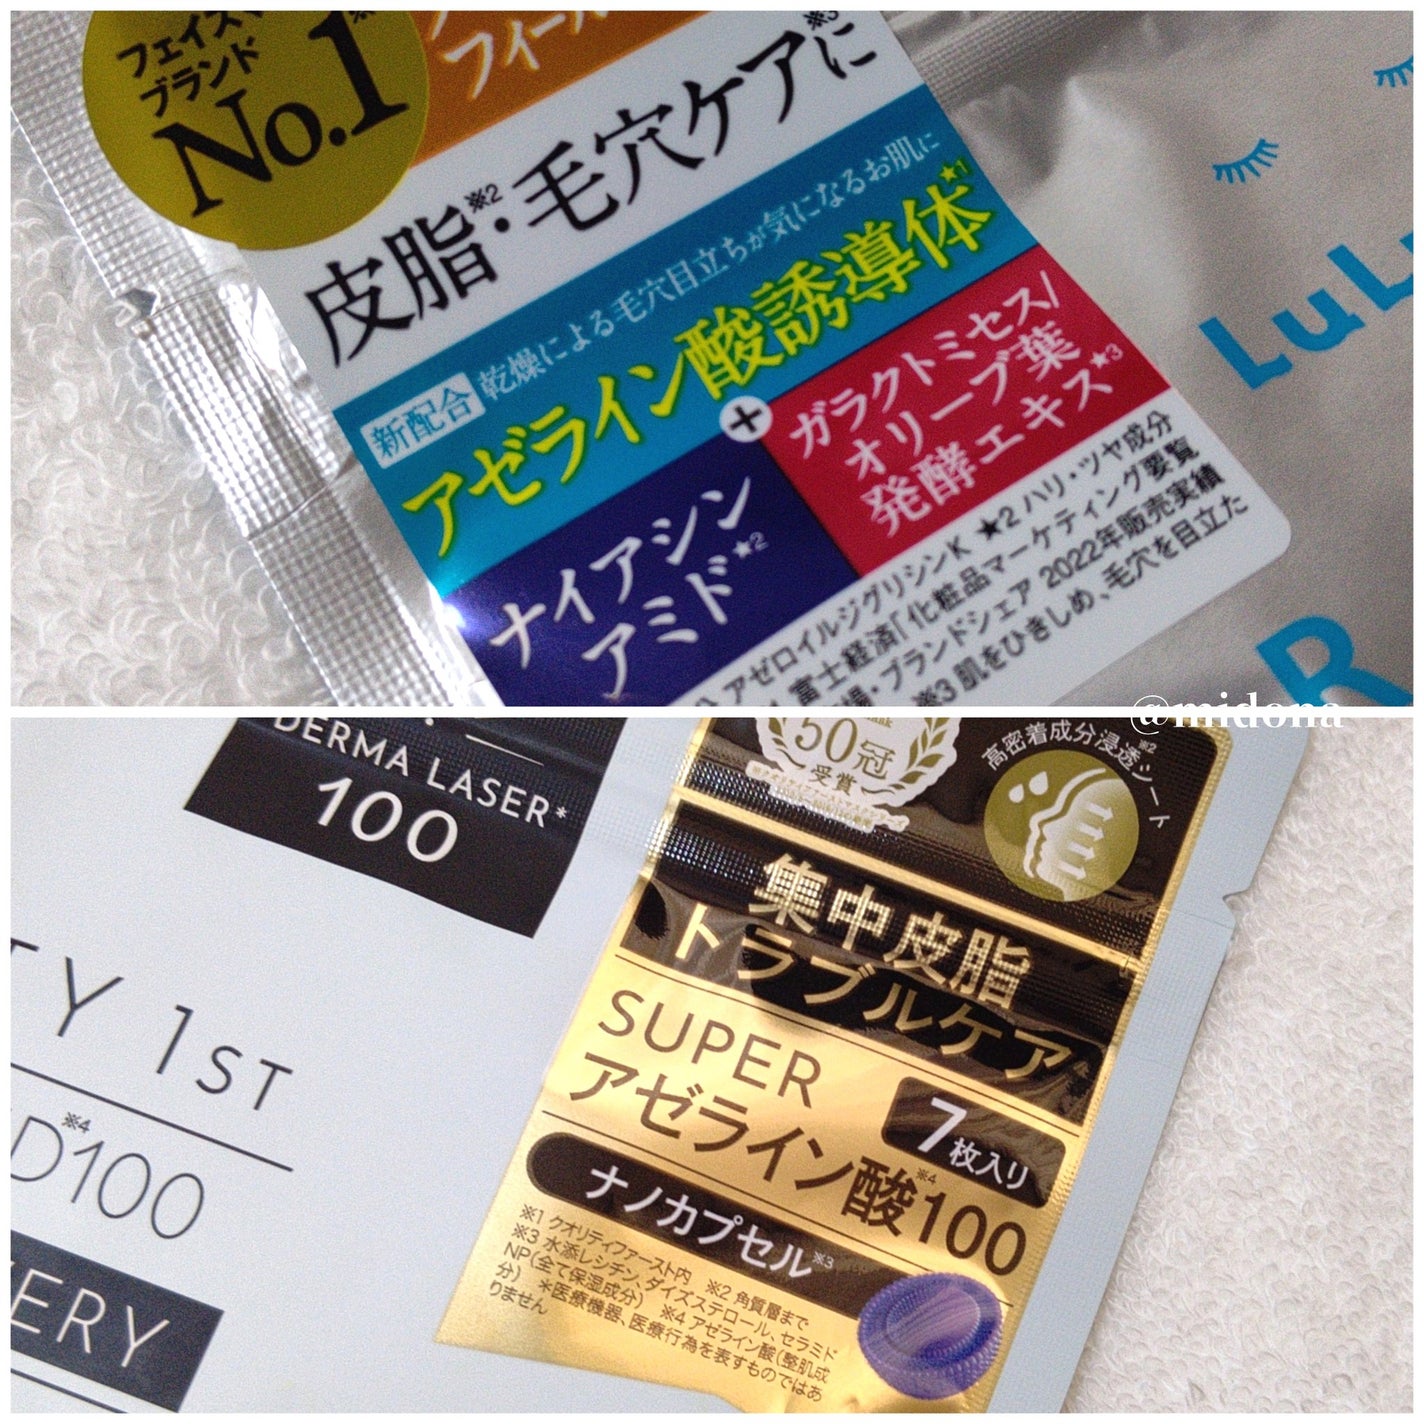 ブランド
No.1
皮脂※2・毛穴ケアに※3
新配合 乾燥による毛穴目立ちが気になるお肌に
アゼライン酸誘導体★1
+
ナイアシン
アミド★2
ガラクトミセス/
オリーブ葉
発酵エキス★3
アゼロイルジグリシンK ★2 ハリ・ツヤ成分
富士経済「化粧品マーケティング要覧
・ブランドシェア 2022年販売実績
※3 肌をひきしめ、毛穴を目立た
LuL
R
@midona
DERMA LASER*
100
TY 1ST
D※4100
ERY
50冠
受賞
高密着成分浸透※2シート
集中皮脂
トラブルケア*
SUPER
アゼライン酸※4100
7枚入り
ナノカプセル※3
※1 クオリティファースト内 ※2 角質層まで
※3 水添レシチン、ダイズステロール、セラミド
NP(全て保湿成分) ※4 アゼライン酸(整肌成
分) *医療機器、医療行為を表すものではあ
りません